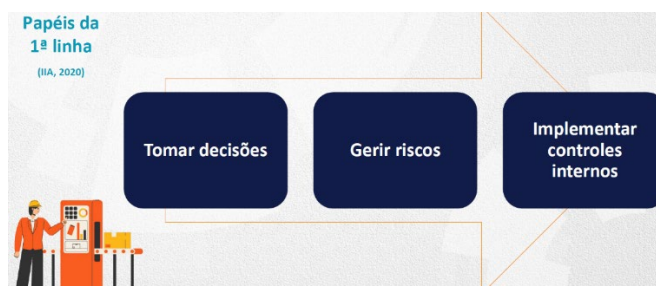 Papéis da
1ª linha
(IIA, 2020)
Tomar decisões
Gerir riscos
Implementar
controles
internos